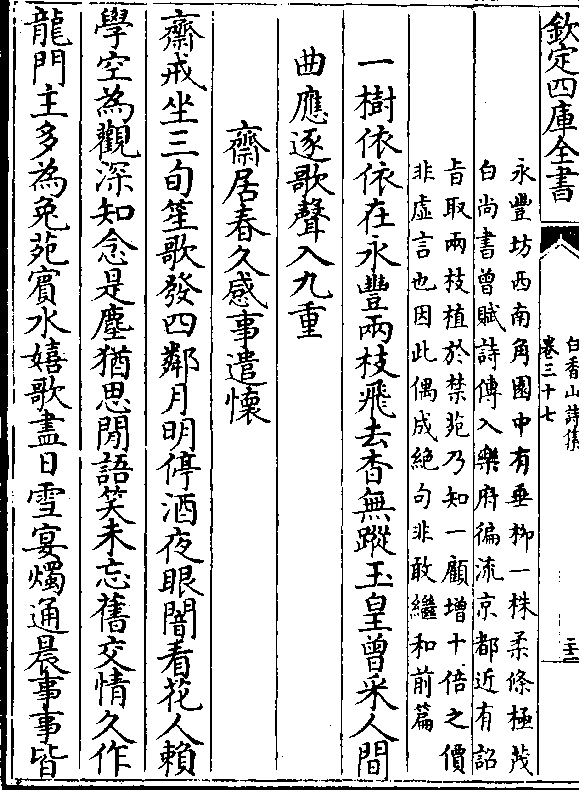 欽定四庫全書
白香山詩集
卷三十七
二十一
永豐坊西南角園中有垂栁一株柔條極茂
白尚書曾賦詩傳入樂府徧流京都近有詔
旨取兩枝植於禁苑乃知一顧增十倍之價
非虛言也因此偶成絶句非敢繼和前篇
一樹依依在永豐兩枝飛去杳無蹤玉皇曾采人間
曲應逐歌聲入九重
齋居春久感事遣懷
齋戒坐三旬笙歌發四鄰月明停酒夜眼闇看花人賴
學空為觀深知念是塵猶思閒語笑未忘舊交情久作
龍門主多為兔苑賓水嬉歌盡日雪宴燭通晨事事皆